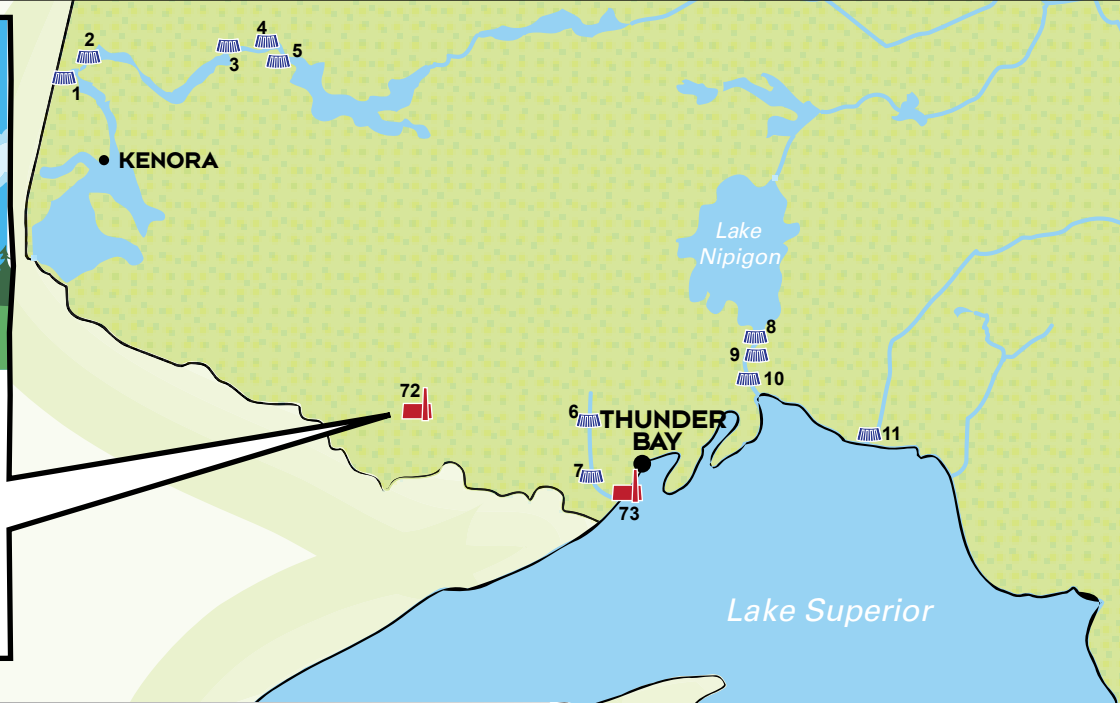 4
2
5
3
1
KENORA
Lake
Nipigon
8
9
10
72
6
THUNDER
BAY
11
7
73
Lake Superior